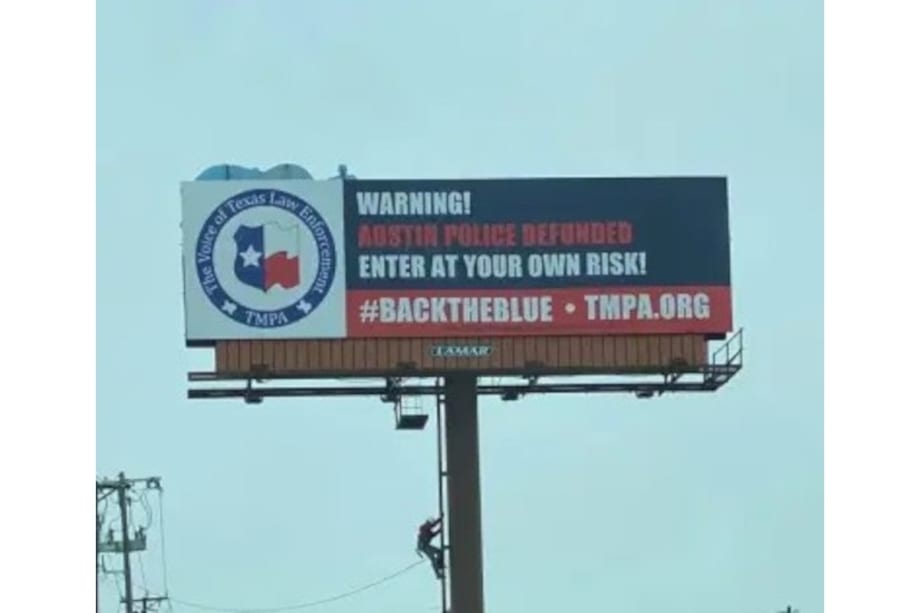 The Voice of Texas Law Enforcement
TMPA
WARNING!
AUSTIN POLICE DEFUNDED
ENTER AT YOUR OWN RISK!
#BACKTHEBLUE • TMPA.ORG
LAMAR